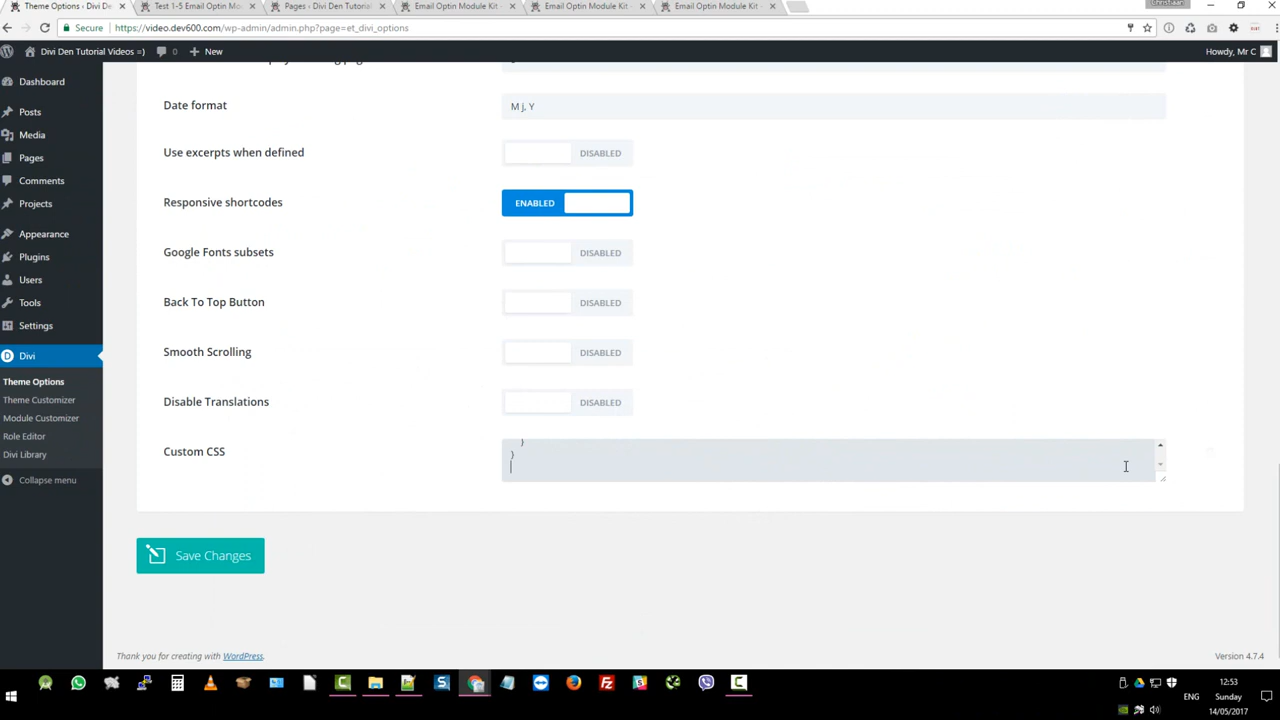 Theme Options ‹ Divi De
Test 1-5 Email Optin Mo
Pages ‹ Divi Den Tutorial
Email Optin Module Kit
Email Optin Module Kit
Email Optin Module Kit
Christiaan
Secure
https://video.dev600.com/wp-admin/admin.php?page=et_divi_options
Divi Den Tutorial Videos =)
0
New
Howdy, Mr C
Dashboard
Posts
Media
Pages
Comments
Projects
Appearance
Plugins
Users
Tools
Settings
Divi
Theme Options
Theme Customizer
Module Customizer
Role Editor
Divi Library
Collapse menu
Date format
M j, Y
Use excerpts when defined
DISABLED
Responsive shortcodes
ENABLED
Google Fonts subsets
DISABLED
Back To Top Button
DISABLED
Smooth Scrolling
DISABLED
Disable Translations
DISABLED
Custom CSS
}
}
Save Changes
Thank you for creating with WordPress.
Version 4.7.4
ENG
12:53
Sunday
14/05/2017